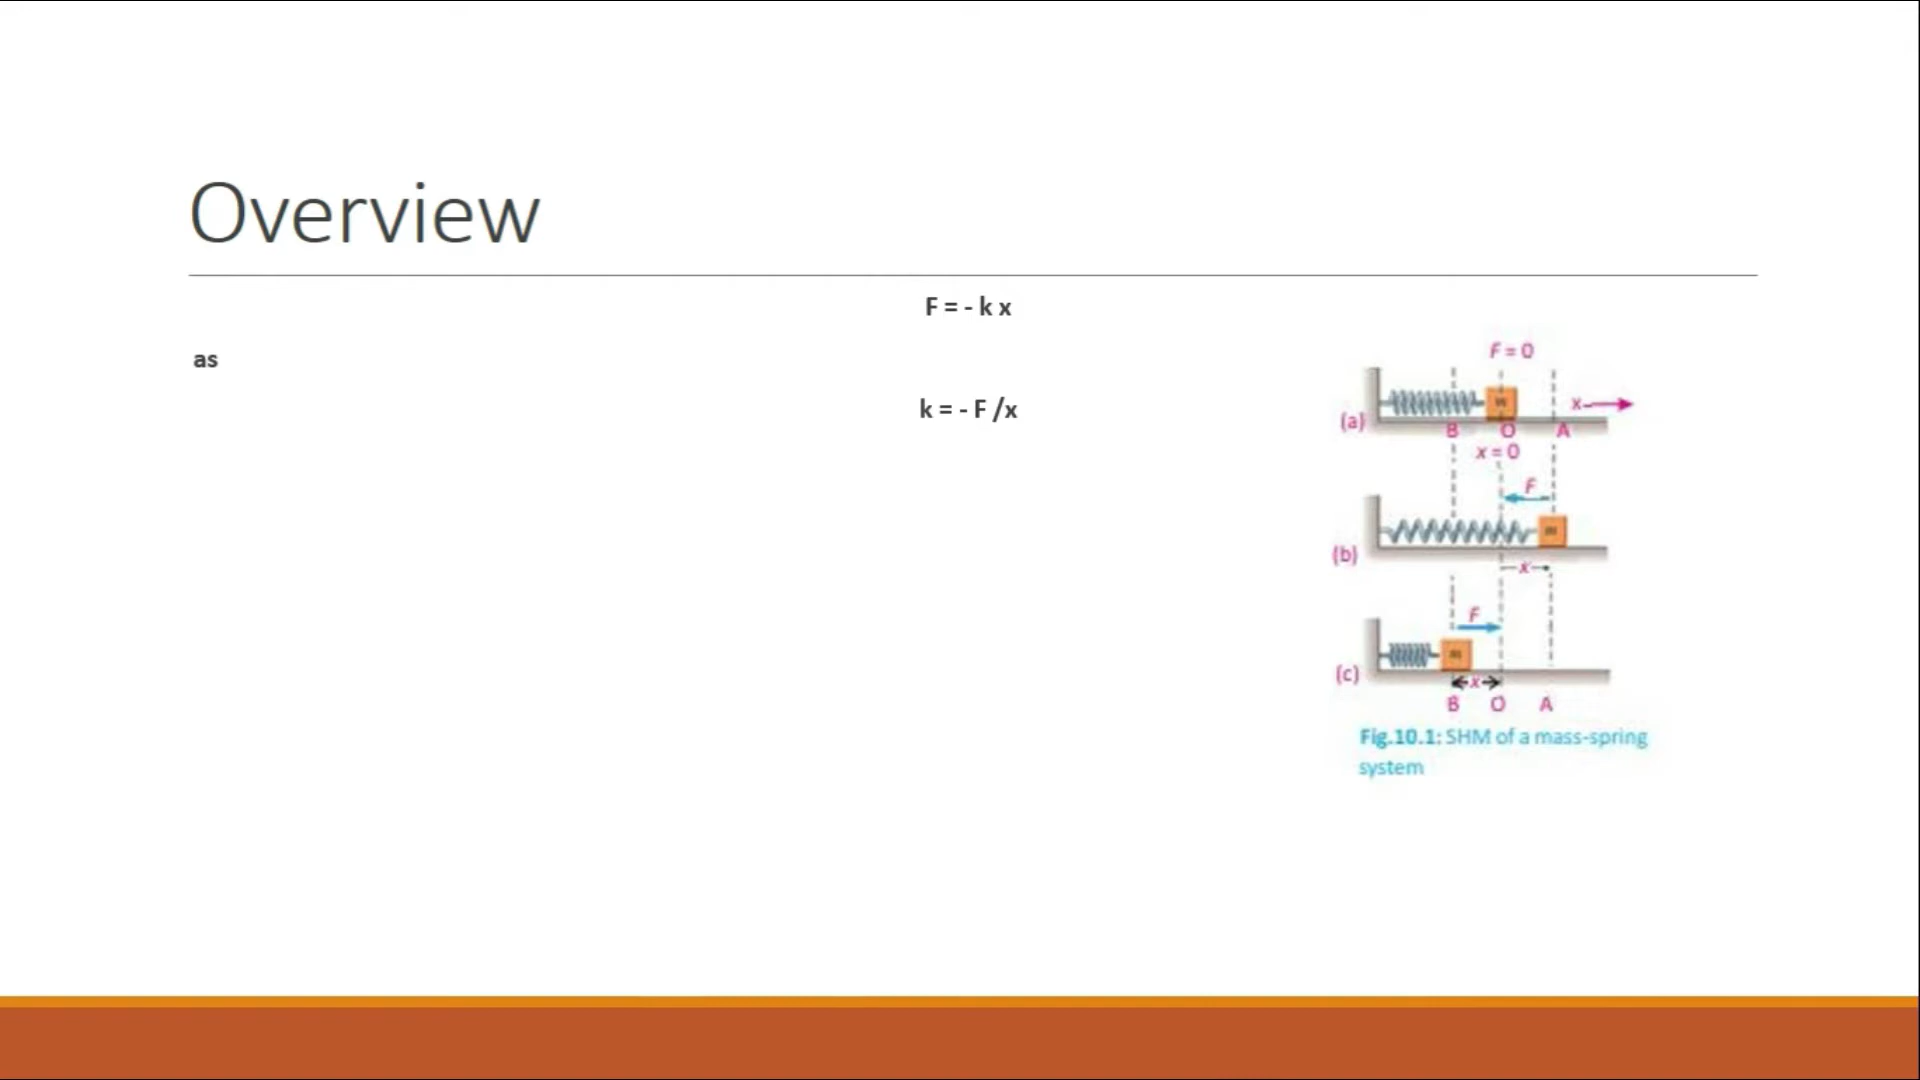 Overview
F = - k x
as
k = - F /x
F = 0
x
(a)
B O A
x = 0
F
m
(b)
x
F
m
(c)
x
B O A
Fig.10.1: SHM of a mass-spring
system